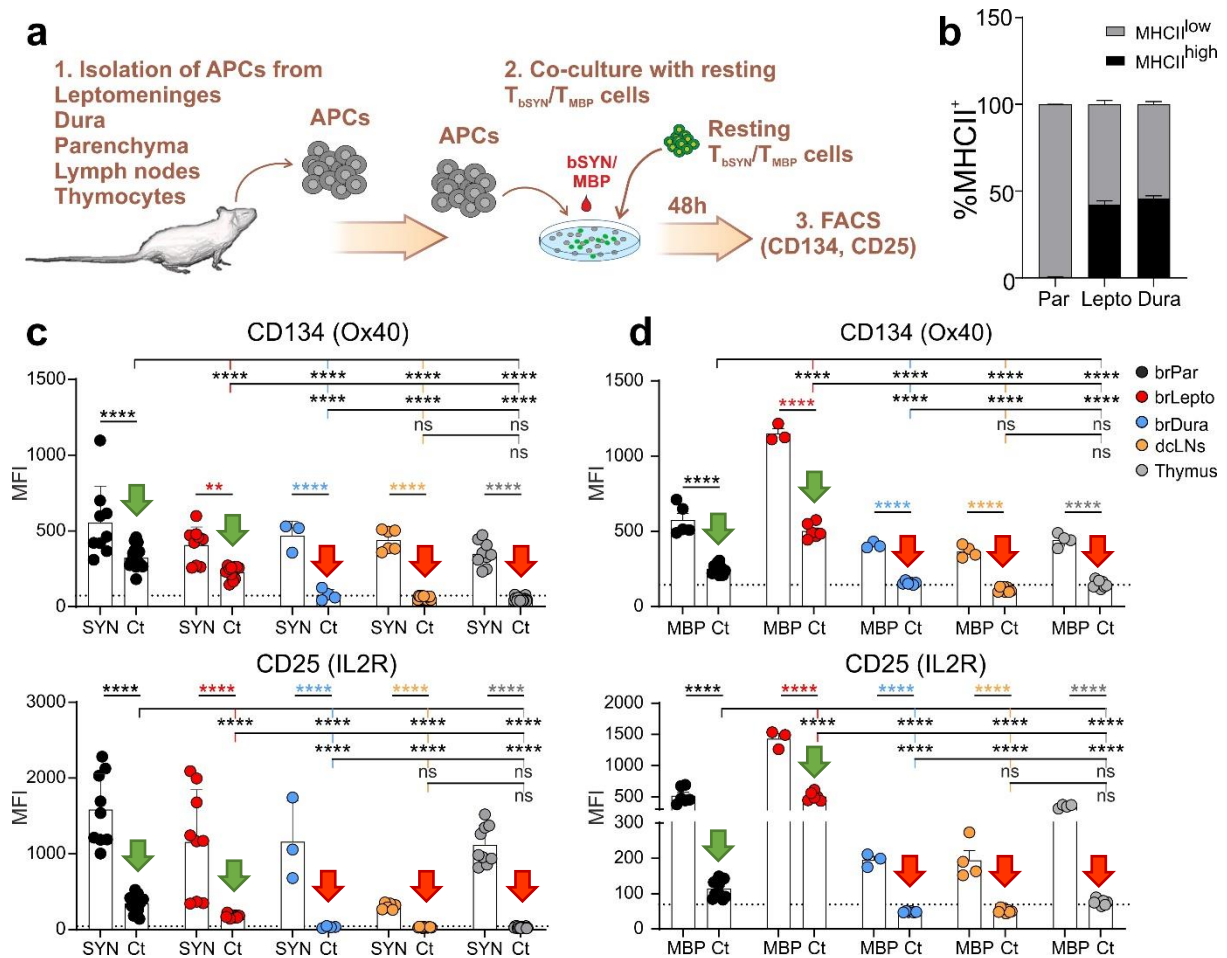 a
1. Isolation of APCs from
Leptomeninges
Dura
Parenchyma
Lymph nodes
Thymocytes
APCs
2. Co-culture with resting
TbSYN/TMBP cells
APCs
bSYN/
MBP
Resting
TbSYN/TMBP cells
48h
3. FACS
(CD134, CD25)
b
MHCIIlow
MHCIIhigh
%MHCII+
150
100
50
0
Par Lepto Dura
c
CD134 (Ox40)
MFI
1500
1000
500
0
****
**** **** **** ****
**** **** ****
ns ns
ns
** **** **** ****
SYN Ct SYN Ct SYN Ct SYN Ct SYN Ct
CD25 (IL2R)
MFI
3000
2000
1000
0
**** **** **** **** ****
**** **** **** ****
**** **** ****
ns ns
ns
SYN Ct SYN Ct SYN Ct SYN Ct SYN Ct
d
CD134 (Ox40)
MFI
1500
1000
500
0
**** **** **** ****
**** **** **** ****
ns ns
ns
**** **** **** ****
MBP Ct MBP Ct MBP Ct MBP Ct MBP Ct
brPar
brLepto
brDura
dcLNs
Thymus
CD25 (IL2R)
MFI
2000
1500
1000
500
300
200
100
0
**** **** **** **** ****
**** **** **** ****
**** **** ****
ns ns
ns
MBP Ct MBP Ct MBP Ct MBP Ct MBP Ct